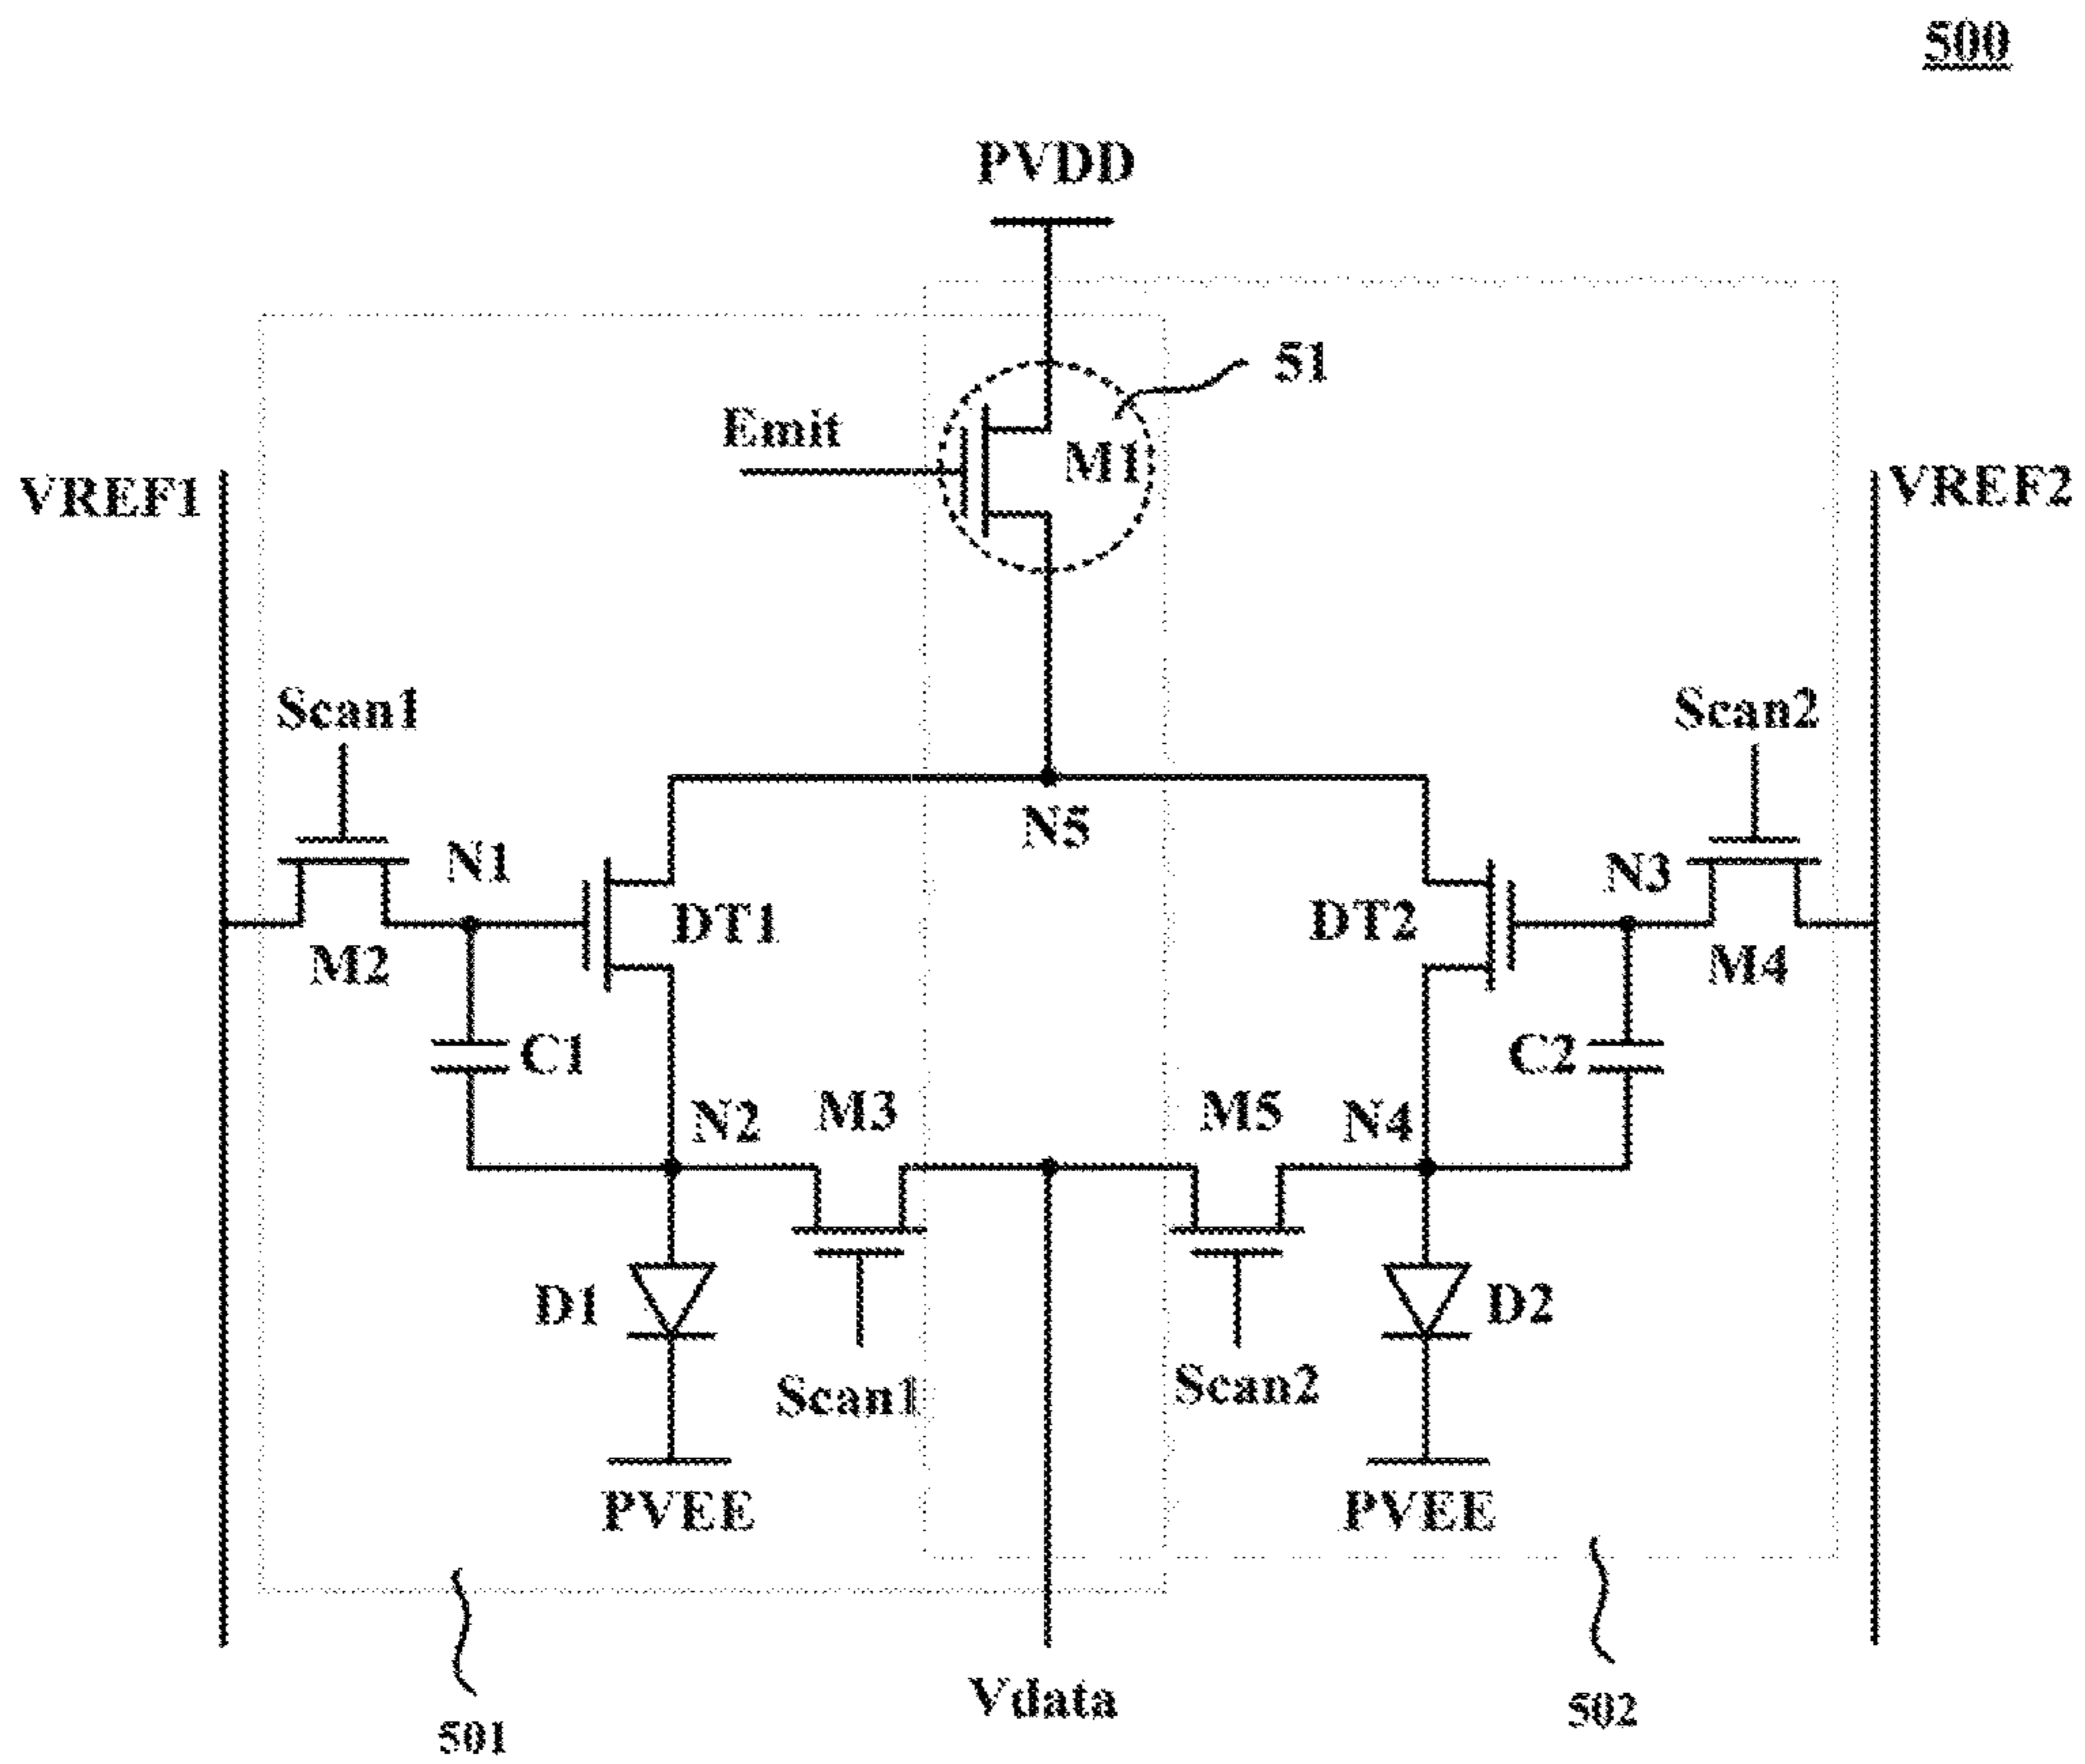 500
PVDD
51
Emit
M1
VREF1
VREF2
Scan1
Scan2
N5
N1
N3
DT1
DT2
M2
M4
C1
C2
N2
M3
M5
N4
D1
D2
Scan1
Scan2
PVEE
PVEE
Vdata
501
502